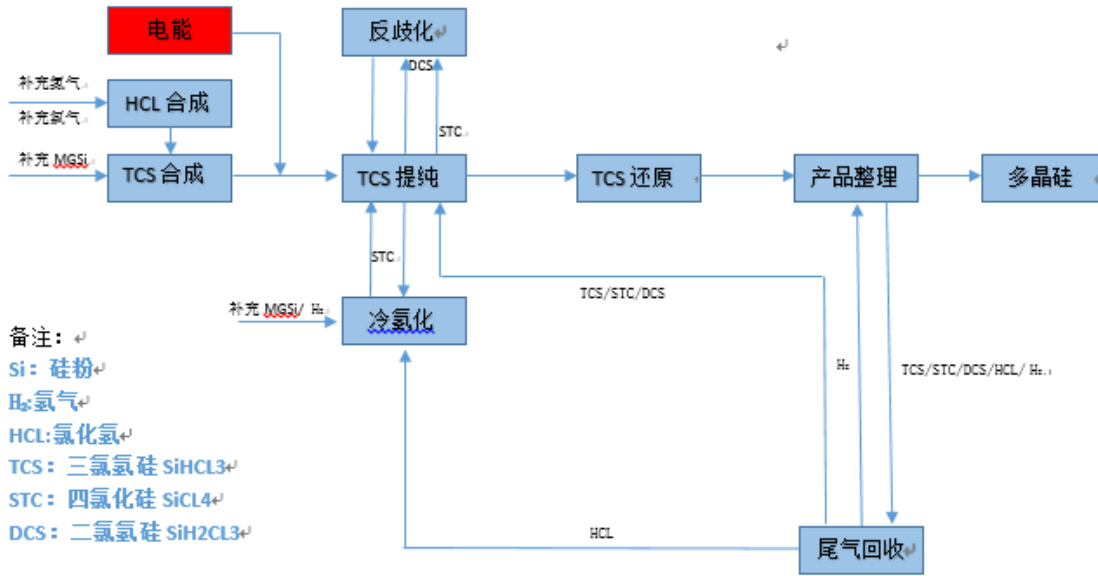 电能
反歧化
补充氢气
HCL 合成
补充氯气
DCS
STC
补充 MGSi
TCS 合成
TCS 提纯
TCS 还原
产品整理
多晶硅
STC
TCS/STC/DCS
补充 MGSi/ H₂
冷氢化
备注：
Si：硅粉
H₂:氢气
HCL:氯化氢
TCS：三氯氢硅 SiHCL3
STC：四氯化硅 SiCL4
DCS：二氯氢硅 SiH2CL3
H₂
TCS/STC/DCS/HCL/ H₂
HCL
尾气回收